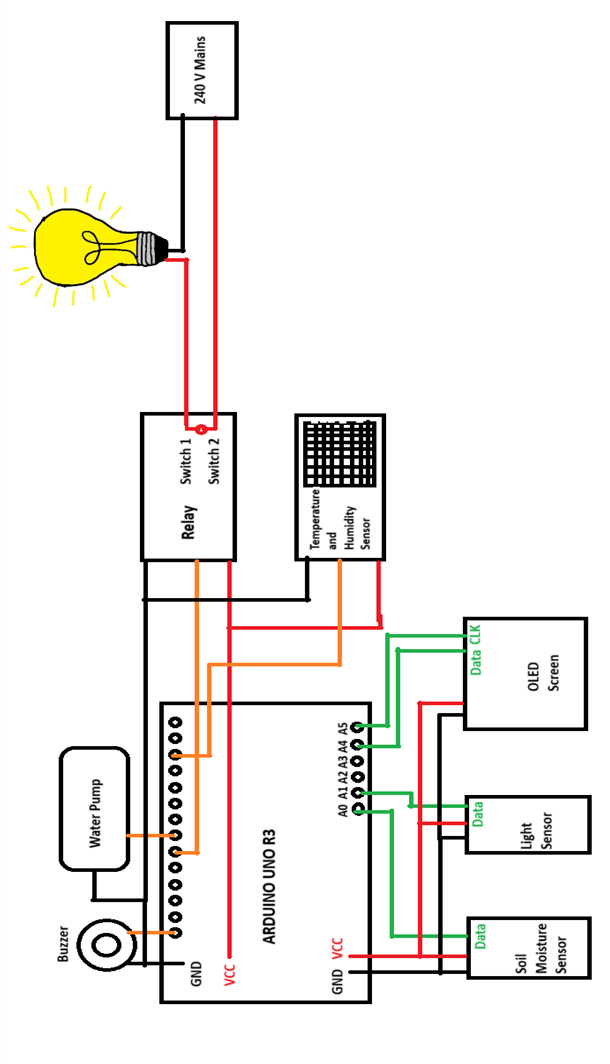 240 V Mains
Switch 1
Switch 2
Relay
Temperature
and
Humidity
Sensor
Data CLK
OLED
Screen
Water Pump
A0 A1 A2 A3 A4 A5
ARDUINO UNO R3
Data
Light
Sensor
Buzzer
GND
VCC
VCC
GND
Data
Soil
Moisture
Sensor